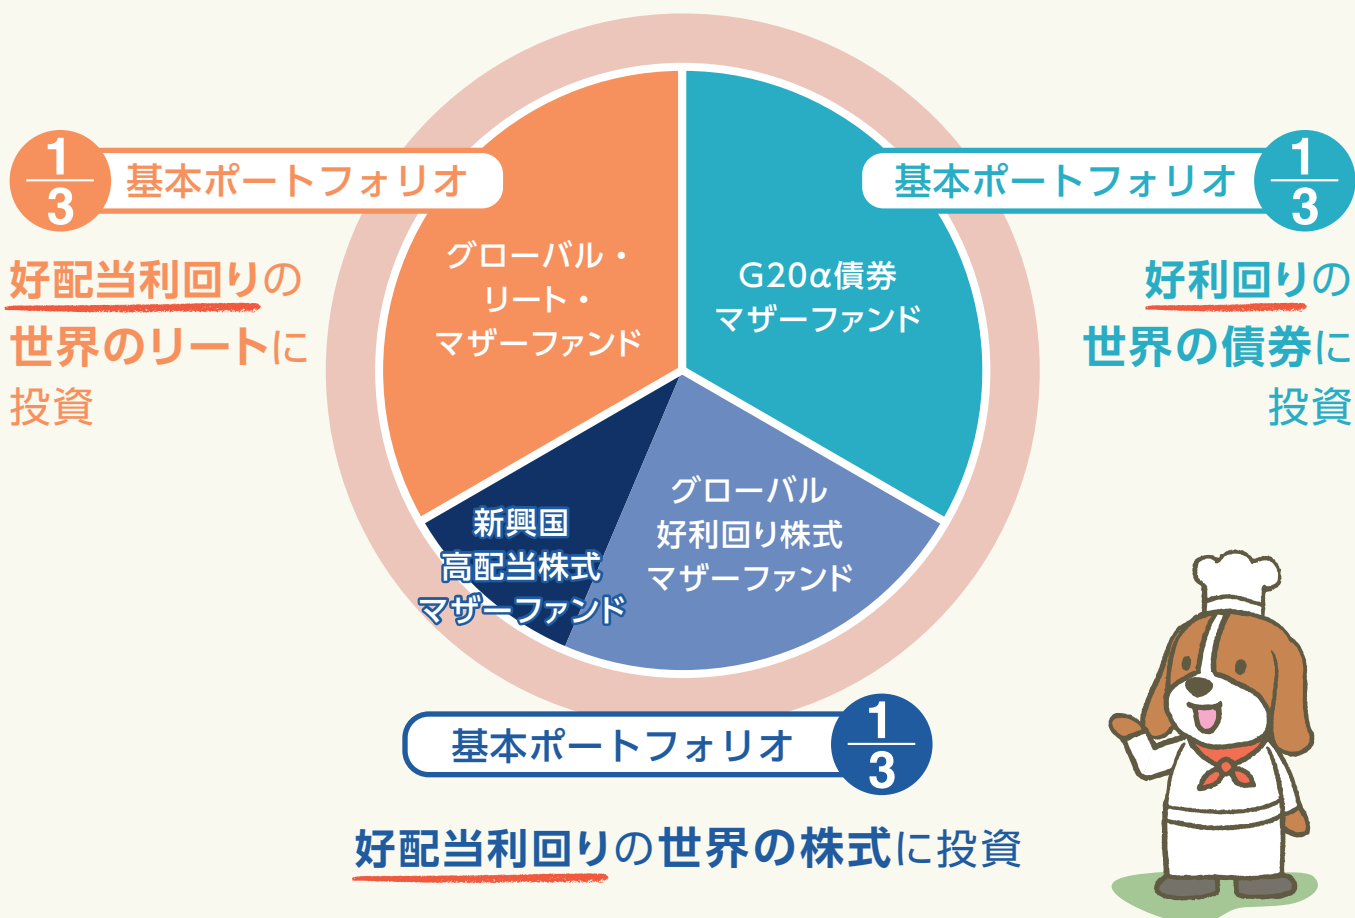 1/3
基本ポートフォリオ
好配当利回りの
世界のリートに
投資
グローバル・
リート・
マザーファンド
基本ポートフォリオ
1/3
好利回りの
世界の債券に
投資
G20α債券
マザーファンド
新興国
高配当株式
マザーファンド
グローバル
好利回り株式
マザーファンド
基本ポートフォリオ
1/3
好配当利回りの世界の株式に投資